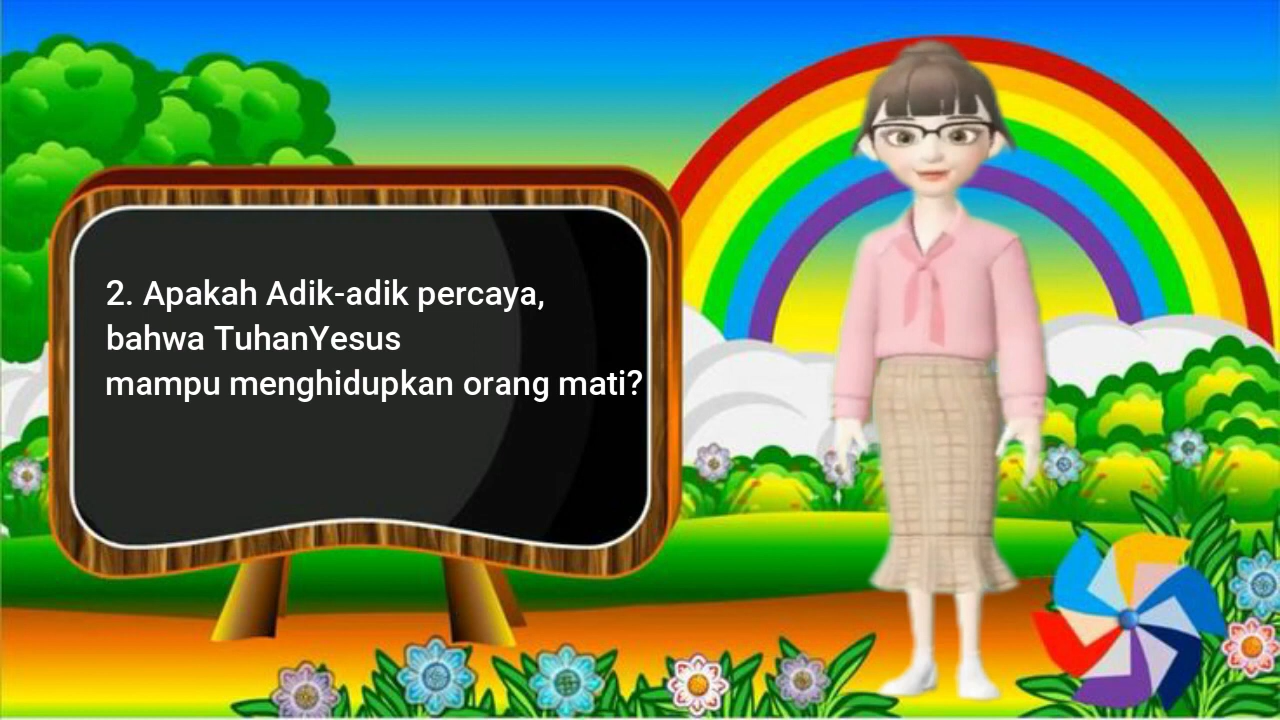 2. Apakah Adik-adik percaya,
bahwa TuhanYesus
mampu menghidupkan orang mati?